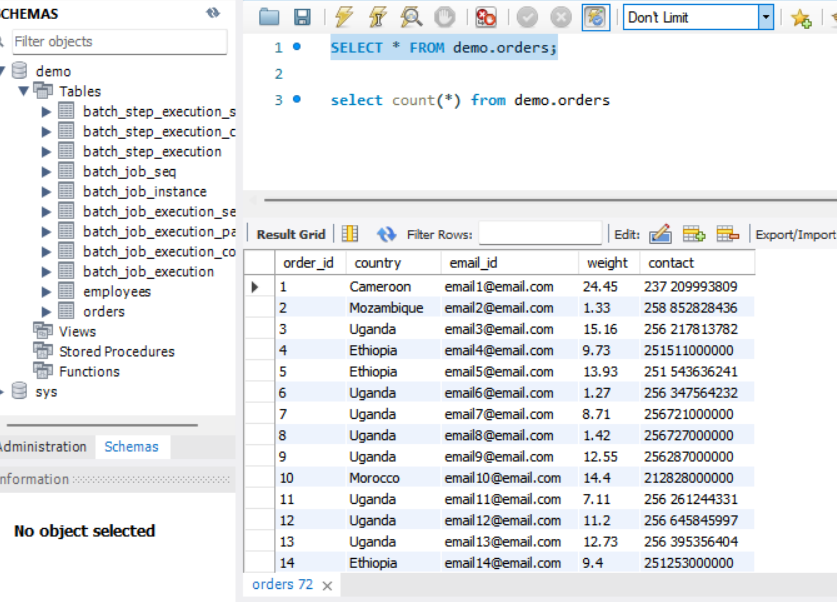 SCHEMAS
Filter objects
demo
Tables
batch_step_execution_s
batch_step_execution_c
batch_step_execution
batch_job_seq
batch_job_instance
batch_job_execution_se
batch_job_execution_pa
batch_job_execution_co
batch_job_execution
employees
orders
Views
Stored Procedures
Functions
sys
Administration Schemas
Information
No object selected
Don't Limit
1 SELECT * FROM demo.orders;
2
3 select count(*) from demo.orders
Result Grid Filter Rows: Edit: Export/Import
order_id country email_id weight contact
1 Cameroon email1@email.com 24.45 237 209993809
2 Mozambique email2@email.com 1.33 258 852828436
3 Uganda email3@email.com 15.16 256 217813782
4 Ethiopia email4@email.com 9.73 251511000000
5 Ethiopia email5@email.com 13.93 251 543636241
6 Uganda email6@email.com 1.27 256 347564232
7 Uganda email7@email.com 8.71 256721000000
8 Uganda email8@email.com 1.42 256727000000
9 Uganda email9@email.com 12.55 256287000000
10 Morocco email10@email.com 14.4 212828000000
11 Uganda email11@email.com 7.11 256 261244331
12 Uganda email12@email.com 11.2 256 645845997
13 Uganda email13@email.com 12.73 256 395356404
14 Ethiopia email14@email.com 9.4 251253000000
orders 72